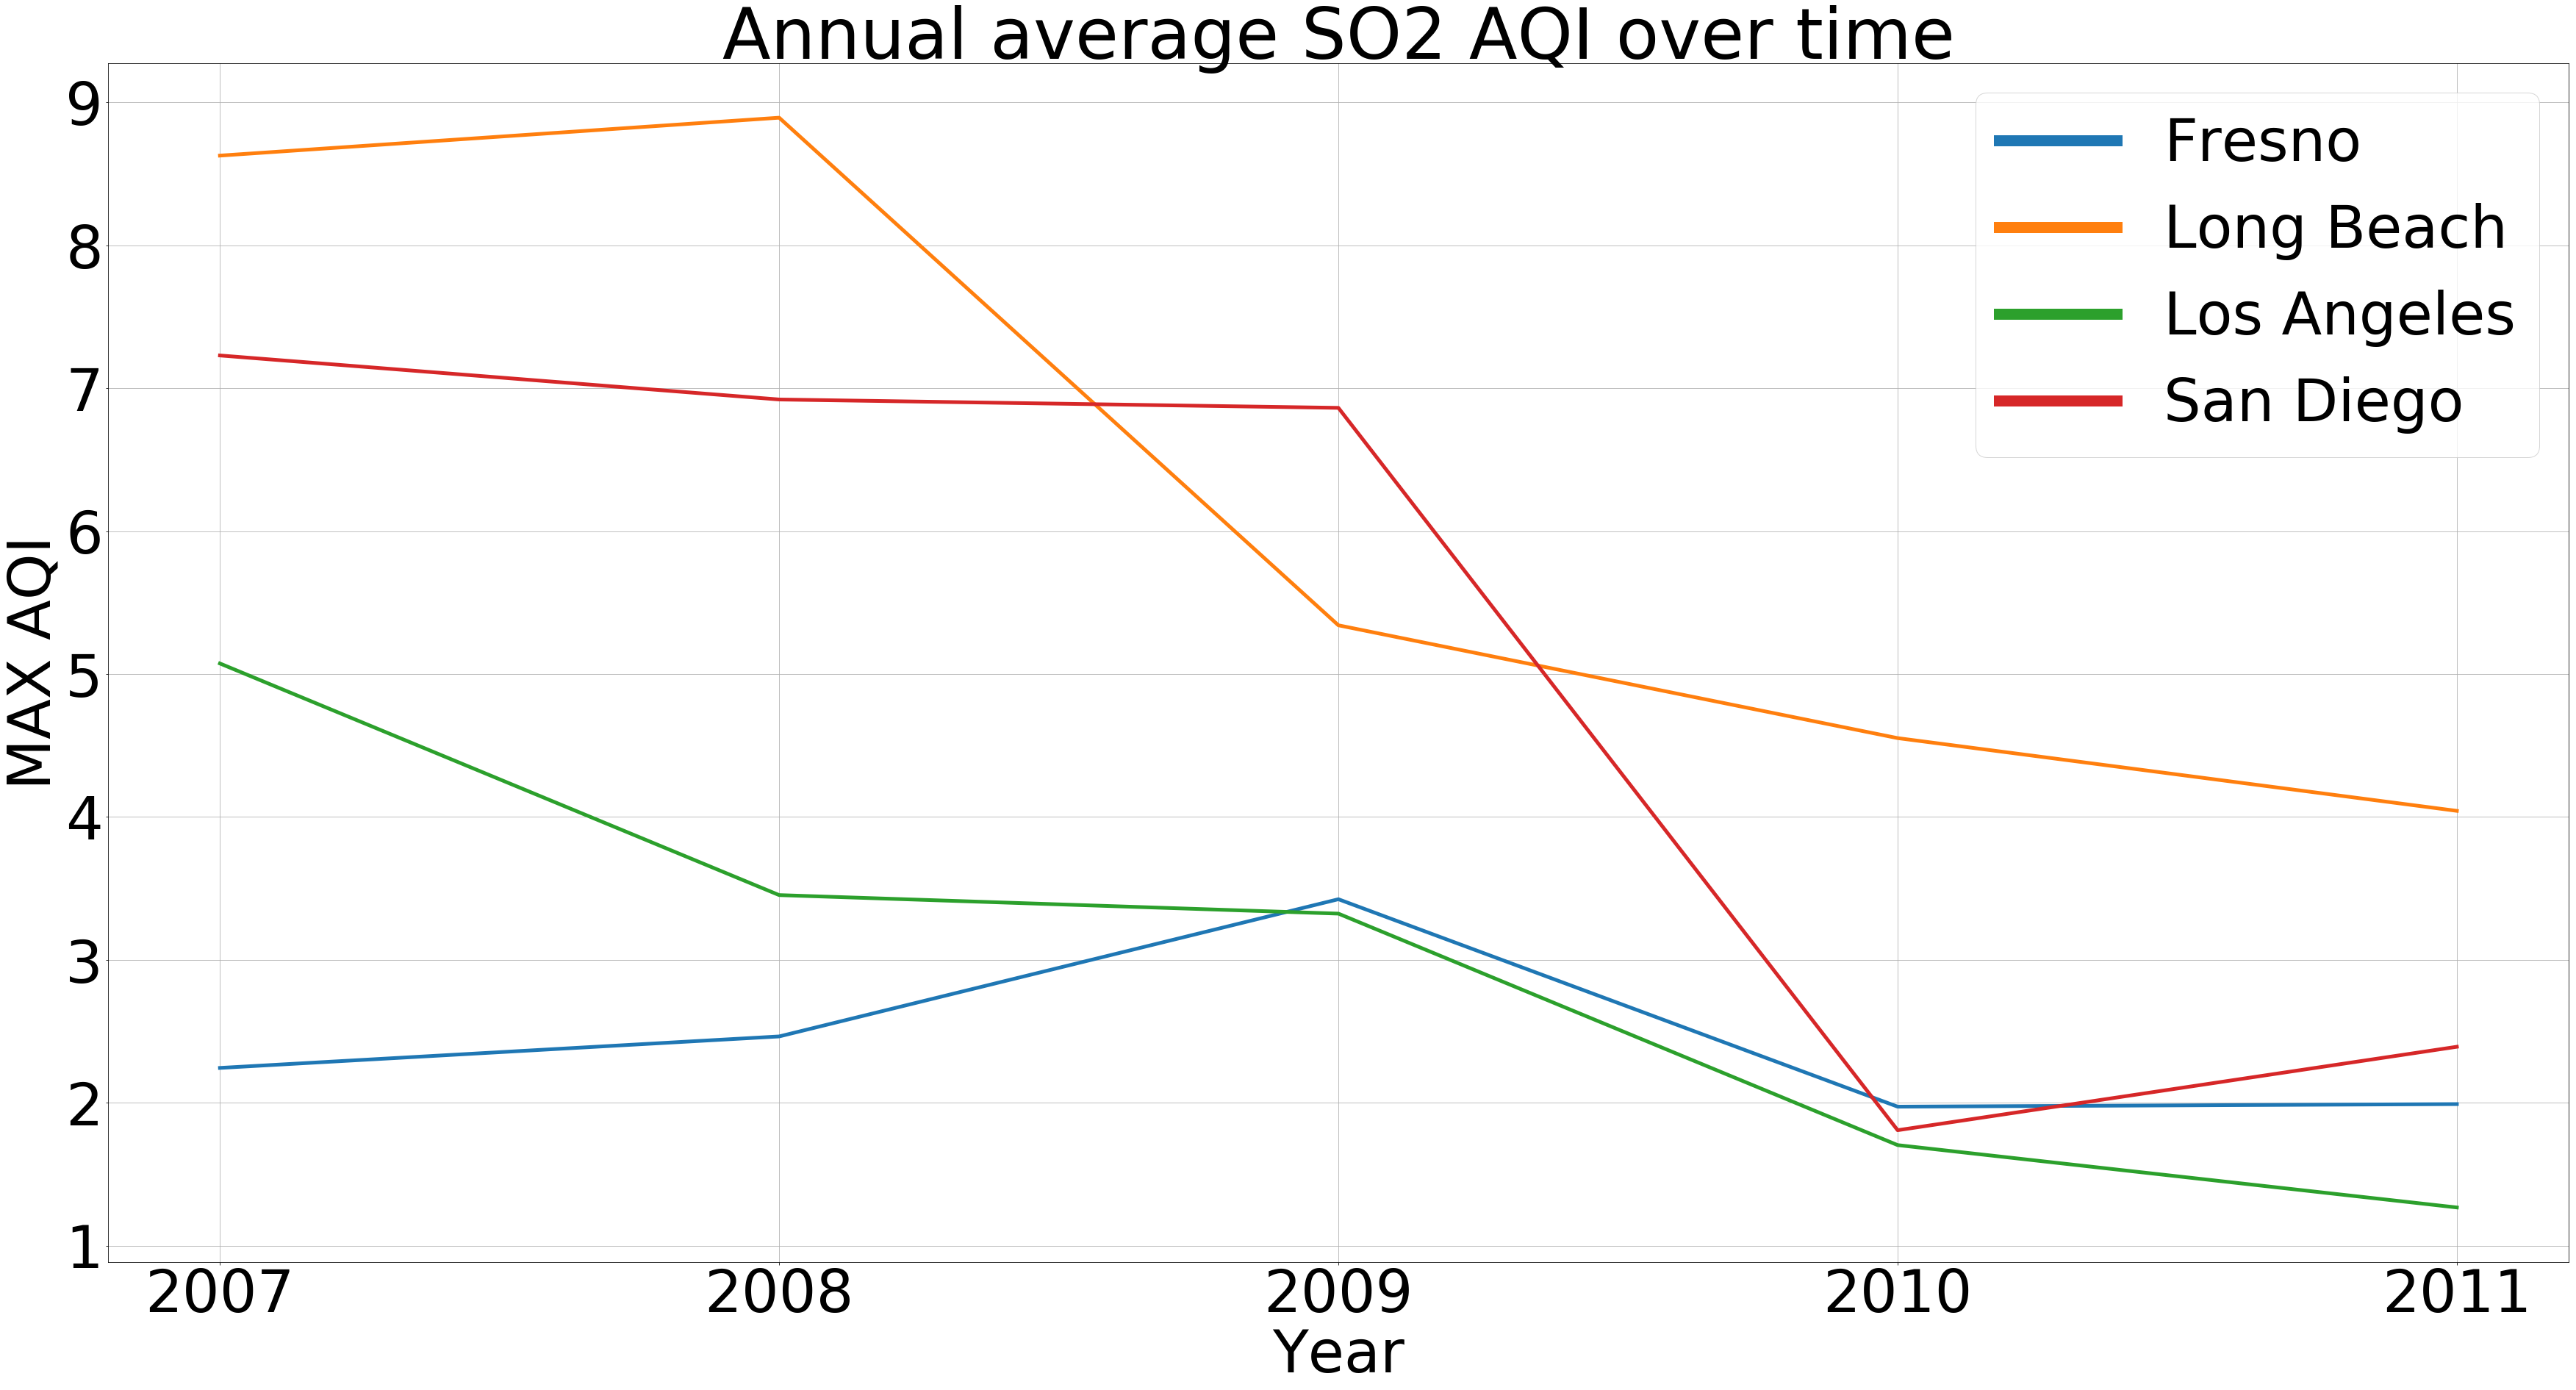 Annual average SO2 AQI over time
MAX AQI
9
8
7
6
5
4
3
2
1
Fresno
Long Beach
Los Angeles
San Diego
2007 2008 2009 2010 2011
Year